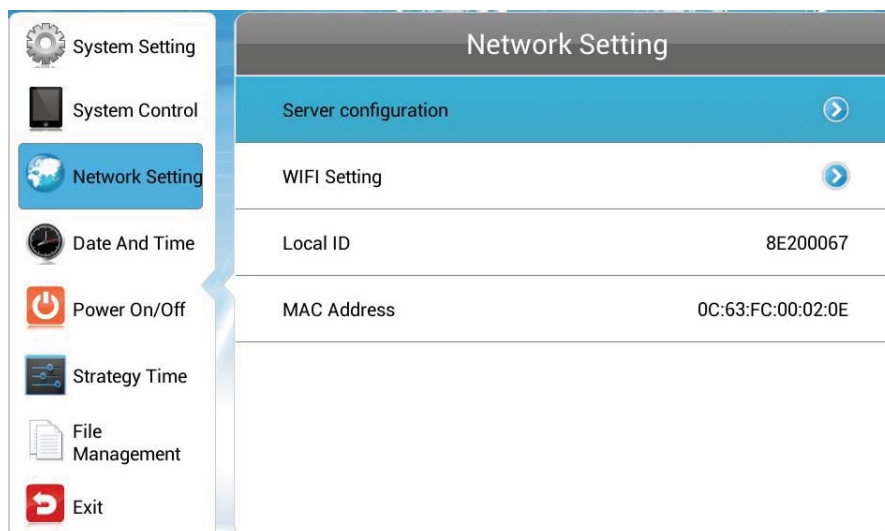 System Setting
System Control
Network Setting
Date And Time
Power On/Off
Strategy Time
File
Management
Exit
Network Setting
Server configuration
WIFI Setting
Local ID 8E200067
MAC Address 0C:63:FC:00:02:0E